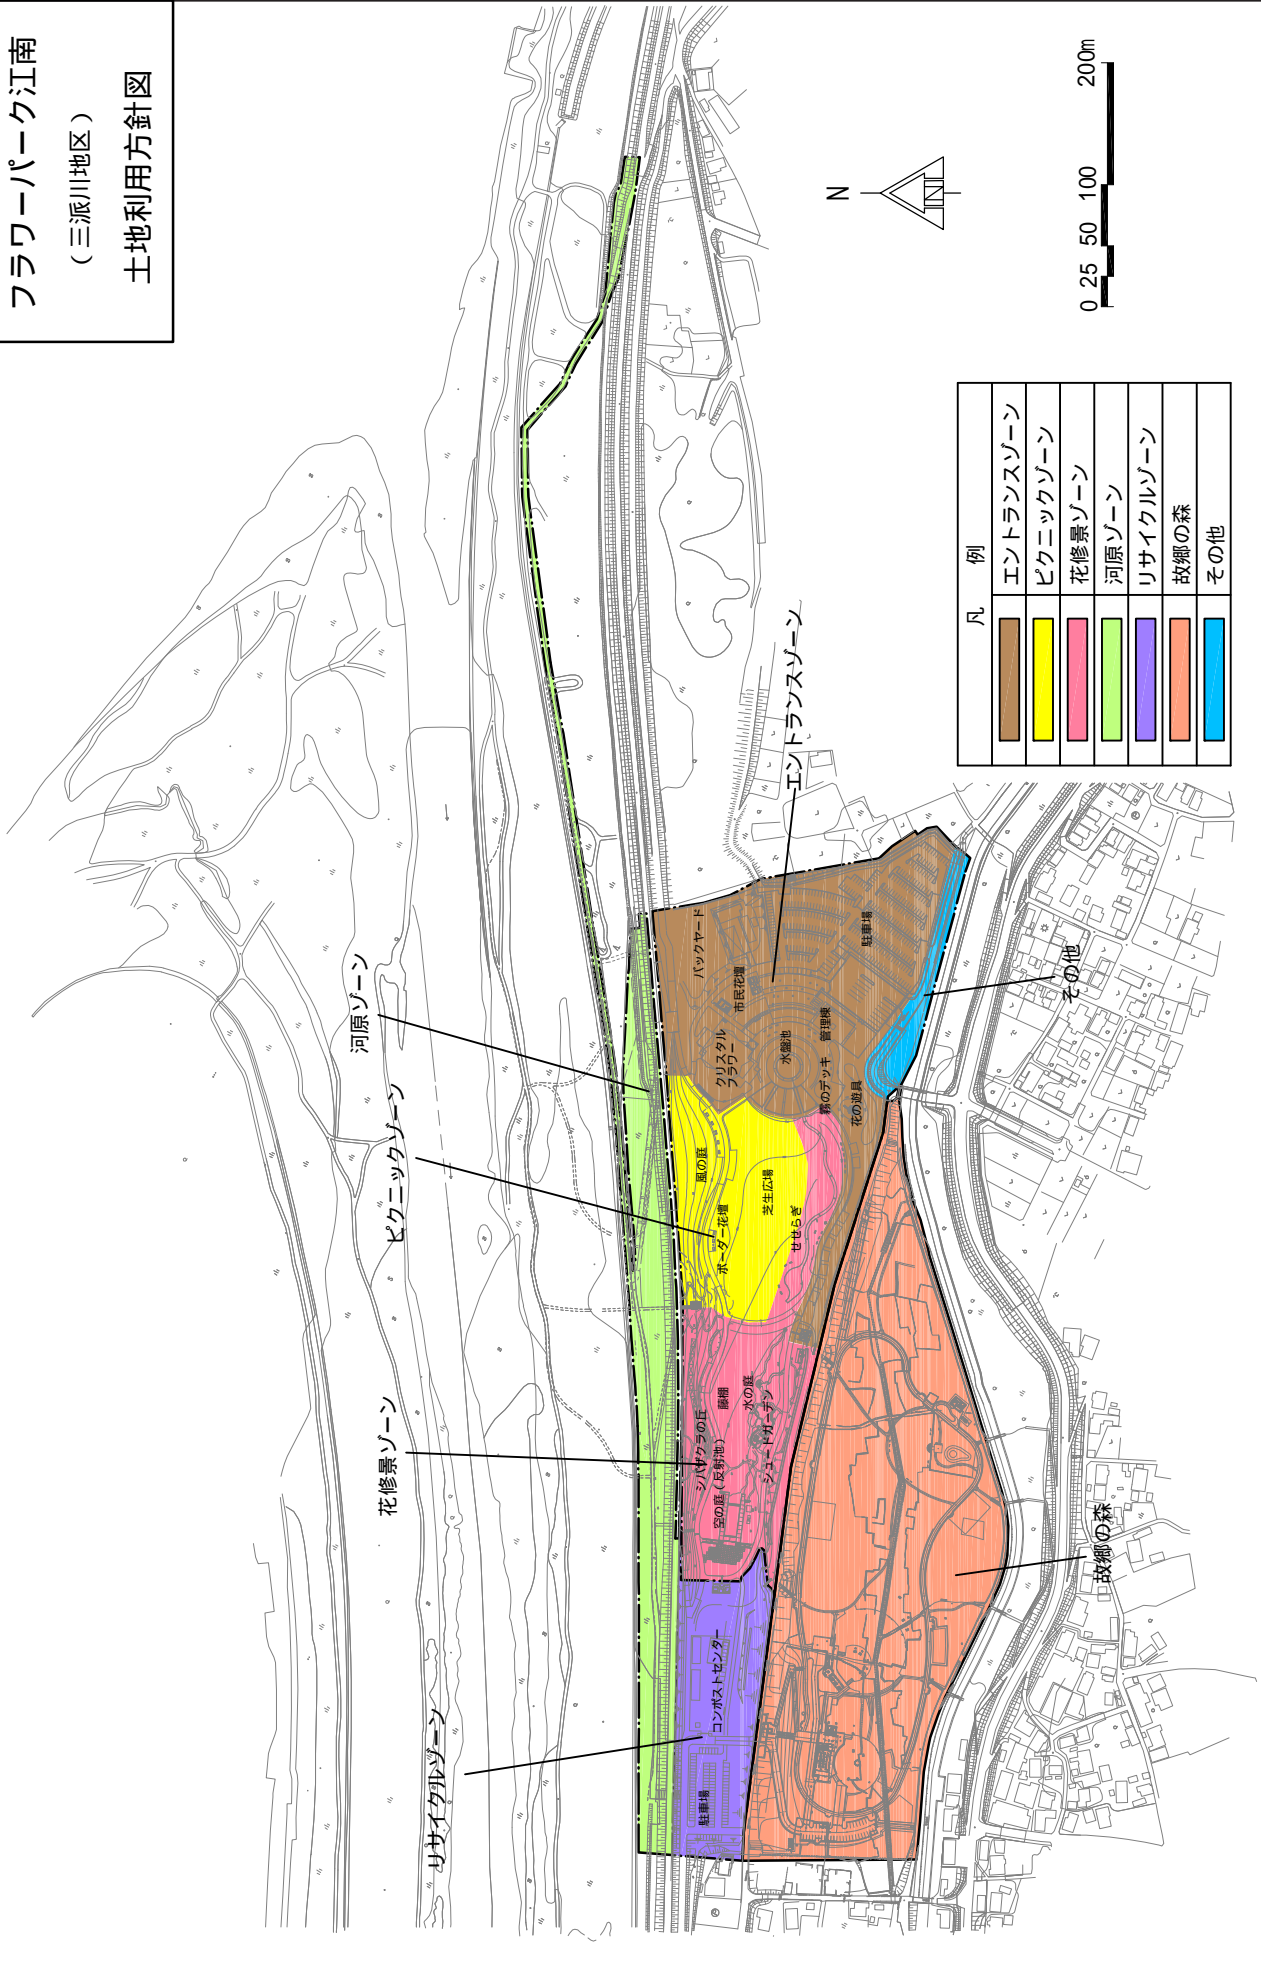 フラワーパーク江南
（三派川地区）
土地利用方針図
N
0 25 50 100 200m
凡例
エントランスゾーン
ピクニックゾーン
花修景ゾーン
河原ゾーン
リサイクルゾーン
故郷の森
その他
リサイクルゾーン
花修景ゾーン
ピクニックゾーン
河原ゾーン
エントランスゾーン
その他
故郷の森
駐車場
コンポストセンター
シバザクラの丘
空の庭（反射池）
藤棚
水の庭
シェードガーデン
風の庭
ボーダー花壇
芝生広場
せせらぎ
バックヤード
市民花壇
クリスタル
フラワー
水盤池
管理棟
霧のデッキ
花の遊具
駐車場